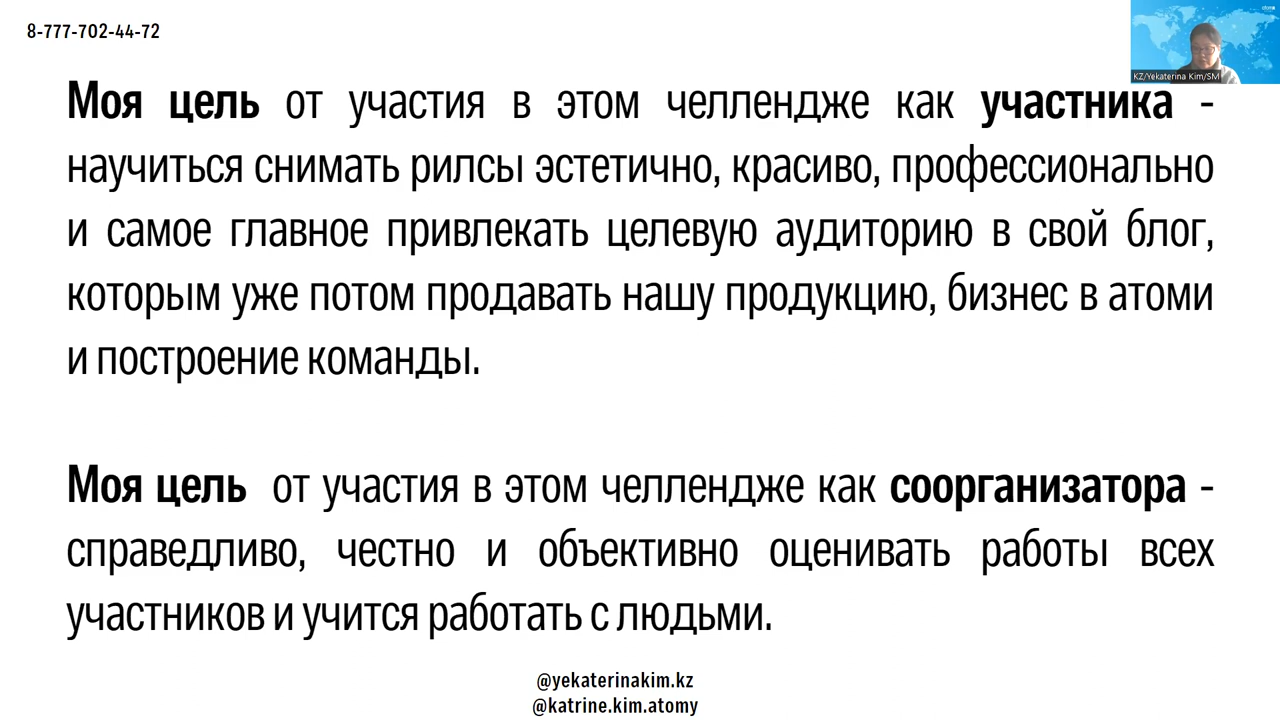 8-777-702-44-72
KZ/Yekaterina Kim/SM
Моя цель от участия в этом челлендже как участника -
научиться снимать рилсы эстетично, красиво, профессионально
и самое главное привлекать целевую аудиторию в свой блог,
которым уже потом продавать нашу продукцию, бизнес в атоми
и построение команды.
Моя цель от участия в этом челлендже как соорганизатора -
справедливо, честно и объективно оценивать работы всех
участников и учится работать с людьми.
@yekaterinakim.kz
@katrine.kim.atomy